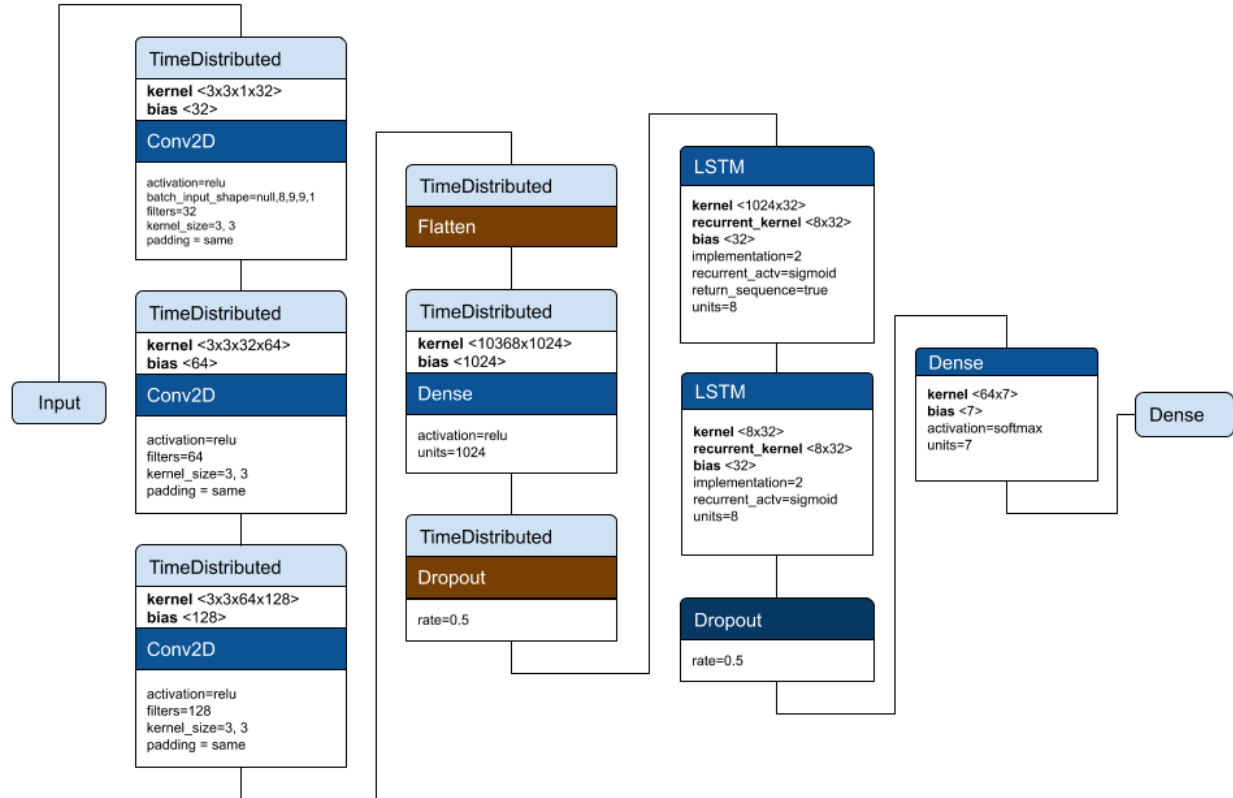 Input
TimeDistributed
kernel <3x3x1x32>
bias <32>
Conv2D
activation=relu
batch_input_shape=null,8,9,9,1
filters=32
kernel_size=3, 3
padding = same
TimeDistributed
kernel <3x3x32x64>
bias <64>
Conv2D
activation=relu
filters=64
kernel_size=3, 3
padding = same
TimeDistributed
kernel <3x3x64x128>
bias <128>
Conv2D
activation=relu
filters=128
kernel_size=3, 3
padding = same
TimeDistributed
Flatten
TimeDistributed
kernel <10368x1024>
bias <1024>
Dense
activation=relu
units=1024
TimeDistributed
Dropout
rate=0.5
LSTM
kernel <1024x32>
recurrent_kernel <8x32>
bias <32>
implementation=2
recurrent_actv=sigmoid
return_sequence=true
units=8
LSTM
kernel <8x32>
recurrent_kernel <8x32>
bias <32>
implementation=2
recurrent_actv=sigmoid
units=8
Dropout
rate=0.5
Dense
kernel <64x7>
bias <7>
activation=softmax
units=7
Dense